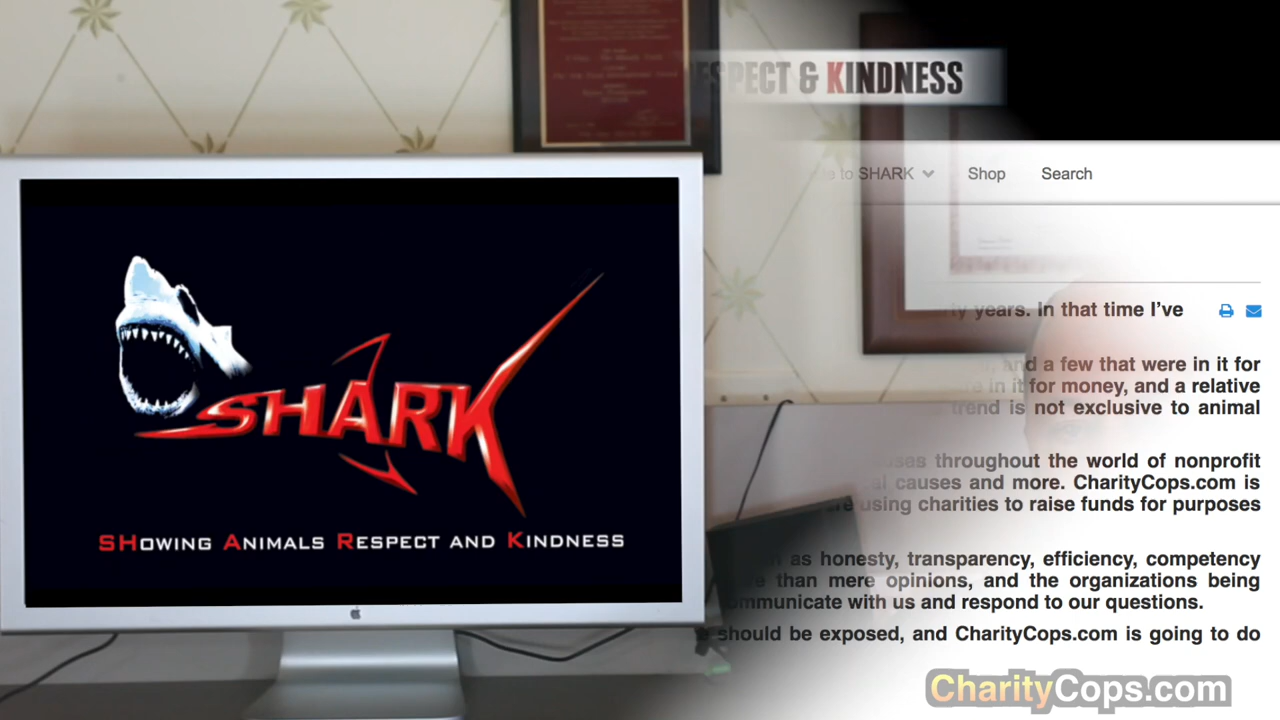 SHARK
SHOWING ANIMALS RESPECT AND KINDNESS
RESPECT & KINDNESS
to SHARK Shop Search
years. In that time I've
and a few that were in it for
in it for money, and a relative
trend is not exclusive to animal
throughout the world of nonprofit
causes and more. CharityCops.com is
using charities to raise funds for purposes
as honesty, transparency, efficiency, competency
than mere opinions, and the organizations being
communicate with us and respond to our questions.
should be exposed, and CharityCops.com is going to do
CharityCops.com